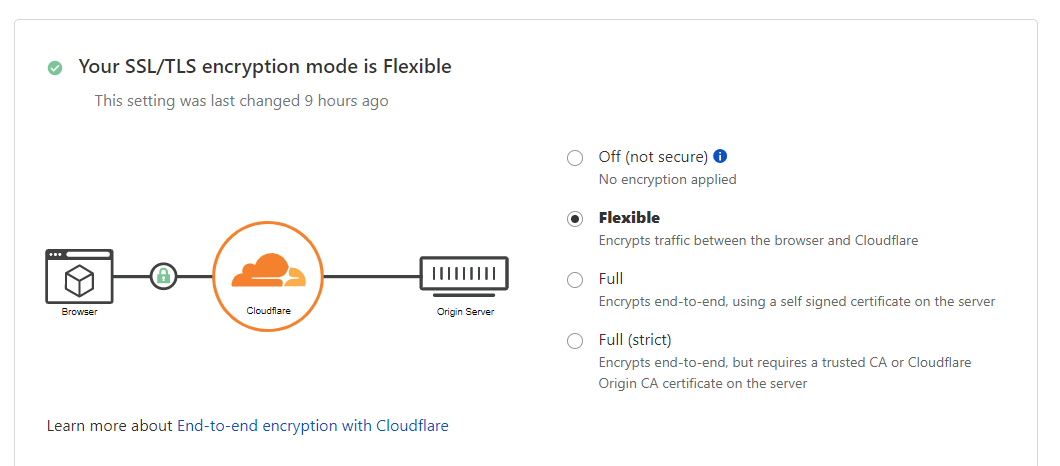 Your SSL/TLS encryption mode is Flexible
This setting was last changed 9 hours ago
Off (not secure)
No encryption applied
Flexible
Encrypts traffic between the browser and Cloudflare
Full
Encrypts end-to-end, using a self signed certificate on the server
Full (strict)
Encrypts end-to-end, but requires a trusted CA or Cloudflare
Origin CA certificate on the server
Browser
Cloudflare
Origin Server
Learn more about End-to-end encryption with Cloudflare